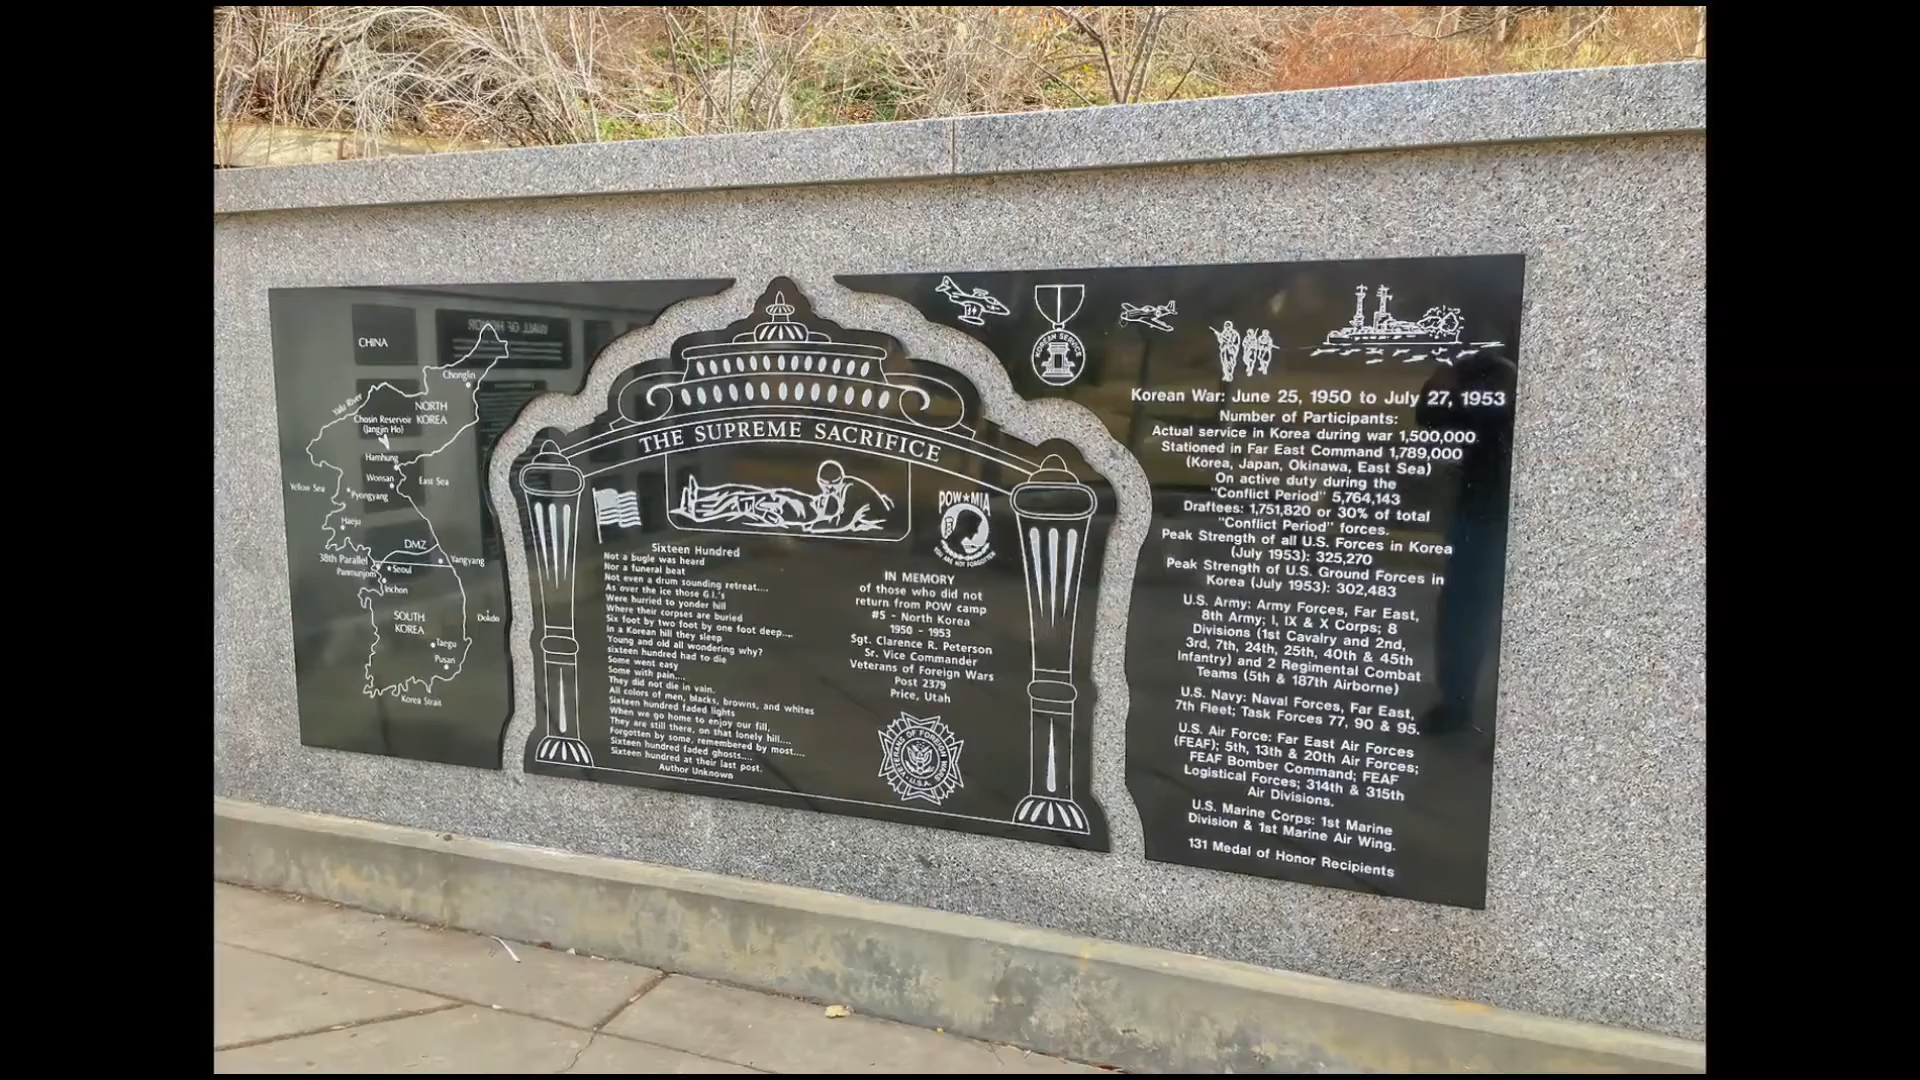 WALL OF HONOR
CHINA
Chongjin
Yalu River
NORTH
KOREA
Chosin Reservoir
(Jangjin Ho)
Hamhung
Wonsan
East Sea
Yellow Sea
Pyongyang
Haeju
DMZ
38th Parallel
Yangyang
Panmunjom
Seoul
Inchon
SOUTH
KOREA
Dokdo
Taegu
Pusan
Korea Strait
THE SUPREME SACRIFICE
Sixteen Hundred
Not a bugle was heard
Nor a funeral beat
Not even a drum sounding retreat....
As over the ice those G.I.'s
Were hurried to yonder hill
Where their corpses are buried
Six foot by two foot by one foot deep....
in a Korean hill they sleep
Young and old all wondering why?
sixteen hundred had to die
Some went easy
Some with pain....
They did not die in vain.
All colors of men, blacks, browns, and whites
Sixteen hundred faded lights
When we go home to enjoy our fill,
They are still there, on that lonely hill....
Forgotten by some, remembered by most....
Sixteen hundred faded ghosts....
Sixteen hundred at their last post.
Author Unknown
POW★MIA
YOU ARE NOT FORGOTTEN
IN MEMORY
of those who did not
return from POW camp
#5 - North Korea
1950 - 1953
Sgt. Clarence R. Peterson
Sr. Vice Commander
Veterans of Foreign Wars
Post 2379
Price, Utah
VETERANS OF FOREIGN WARS
U.S.A.
KOREAN SERVICE
Korean War: June 25, 1950 to July 27, 1953
Number of Participants:
Actual service in Korea during war 1,500,000
Stationed in Far East Command 1,789,000
(Korea, Japan, Okinawa, East Sea)
On active duty during the
"Conflict Period" 5,764,143
Draftees: 1,751,820 or 30% of total
"Conflict Period" forces.
Peak Strength of all U.S. Forces in Korea
(July 1953): 325,270
Peak Strength of U.S. Ground Forces in
Korea (July 1953): 302,483
U.S. Army: Army Forces, Far East,
8th Army; I, IX & X Corps; 8
Divisions (1st Cavalry and 2nd,
3rd, 7th, 24th, 25th, 40th & 45th
Infantry) and 2 Regimental Combat
Teams (5th & 187th Airborne)
U.S. Navy: Naval Forces, Far East,
7th Fleet; Task Forces 77, 90 & 95.
U.S. Air Force: Far East Air Forces
(FEAF); 5th, 13th & 20th Air Forces;
FEAF Bomber Command; FEAF
Logistical Forces; 314th & 315th
Air Divisions.
U.S. Marine Corps: 1st Marine
Division & 1st Marine Air Wing.
131 Medal of Honor Recipients